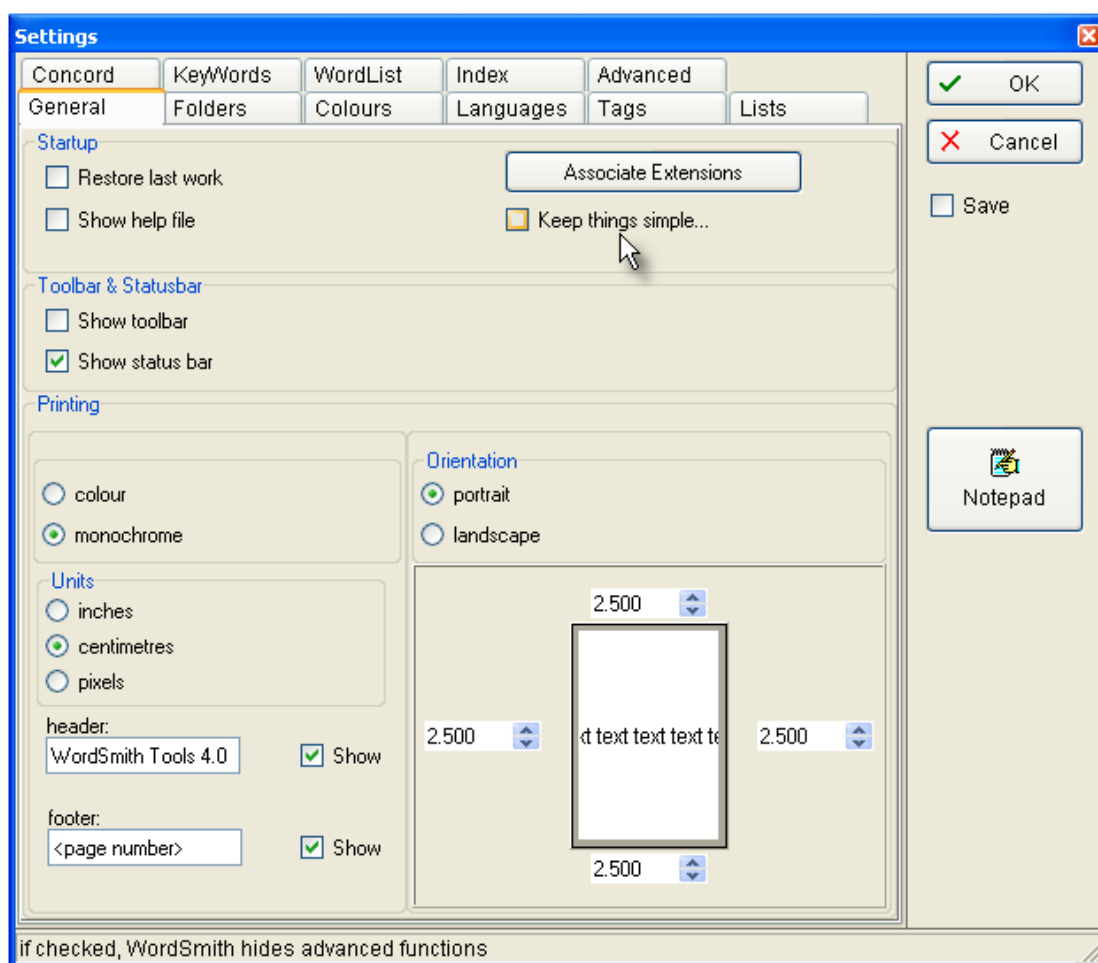 Settings
Concord KeyWords WordList Index Advanced
General Folders Colours Languages Tags Lists
OK
Cancel
Save
Startup
Restore last work
Associate Extensions
Show help file
Keep things simple...
Toolbar & Statusbar
Show toolbar
Show status bar
Printing
colour
monochrome
Orientation
portrait
landscape
Notepad
Units
inches
centimetres
pixels
header:
WordSmith Tools 4.0 Show
footer:
<page number> Show
2.500
2.500 text text text 2.500
2.500
if checked, WordSmith hides advanced functions